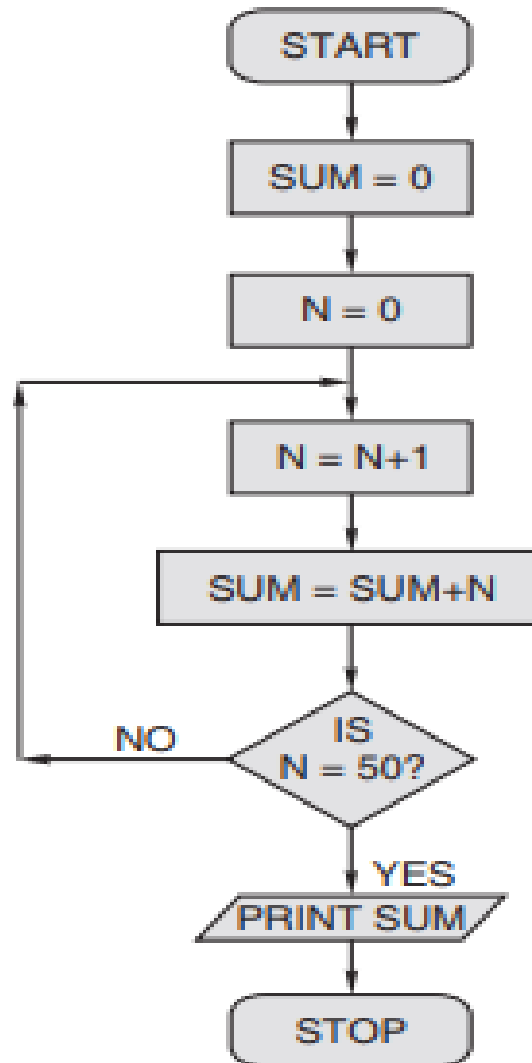 START
SUM = 0
N = 0
N = N+1
SUM = SUM+N
IS
N = 50?
NO
YES
PRINT SUM
STOP